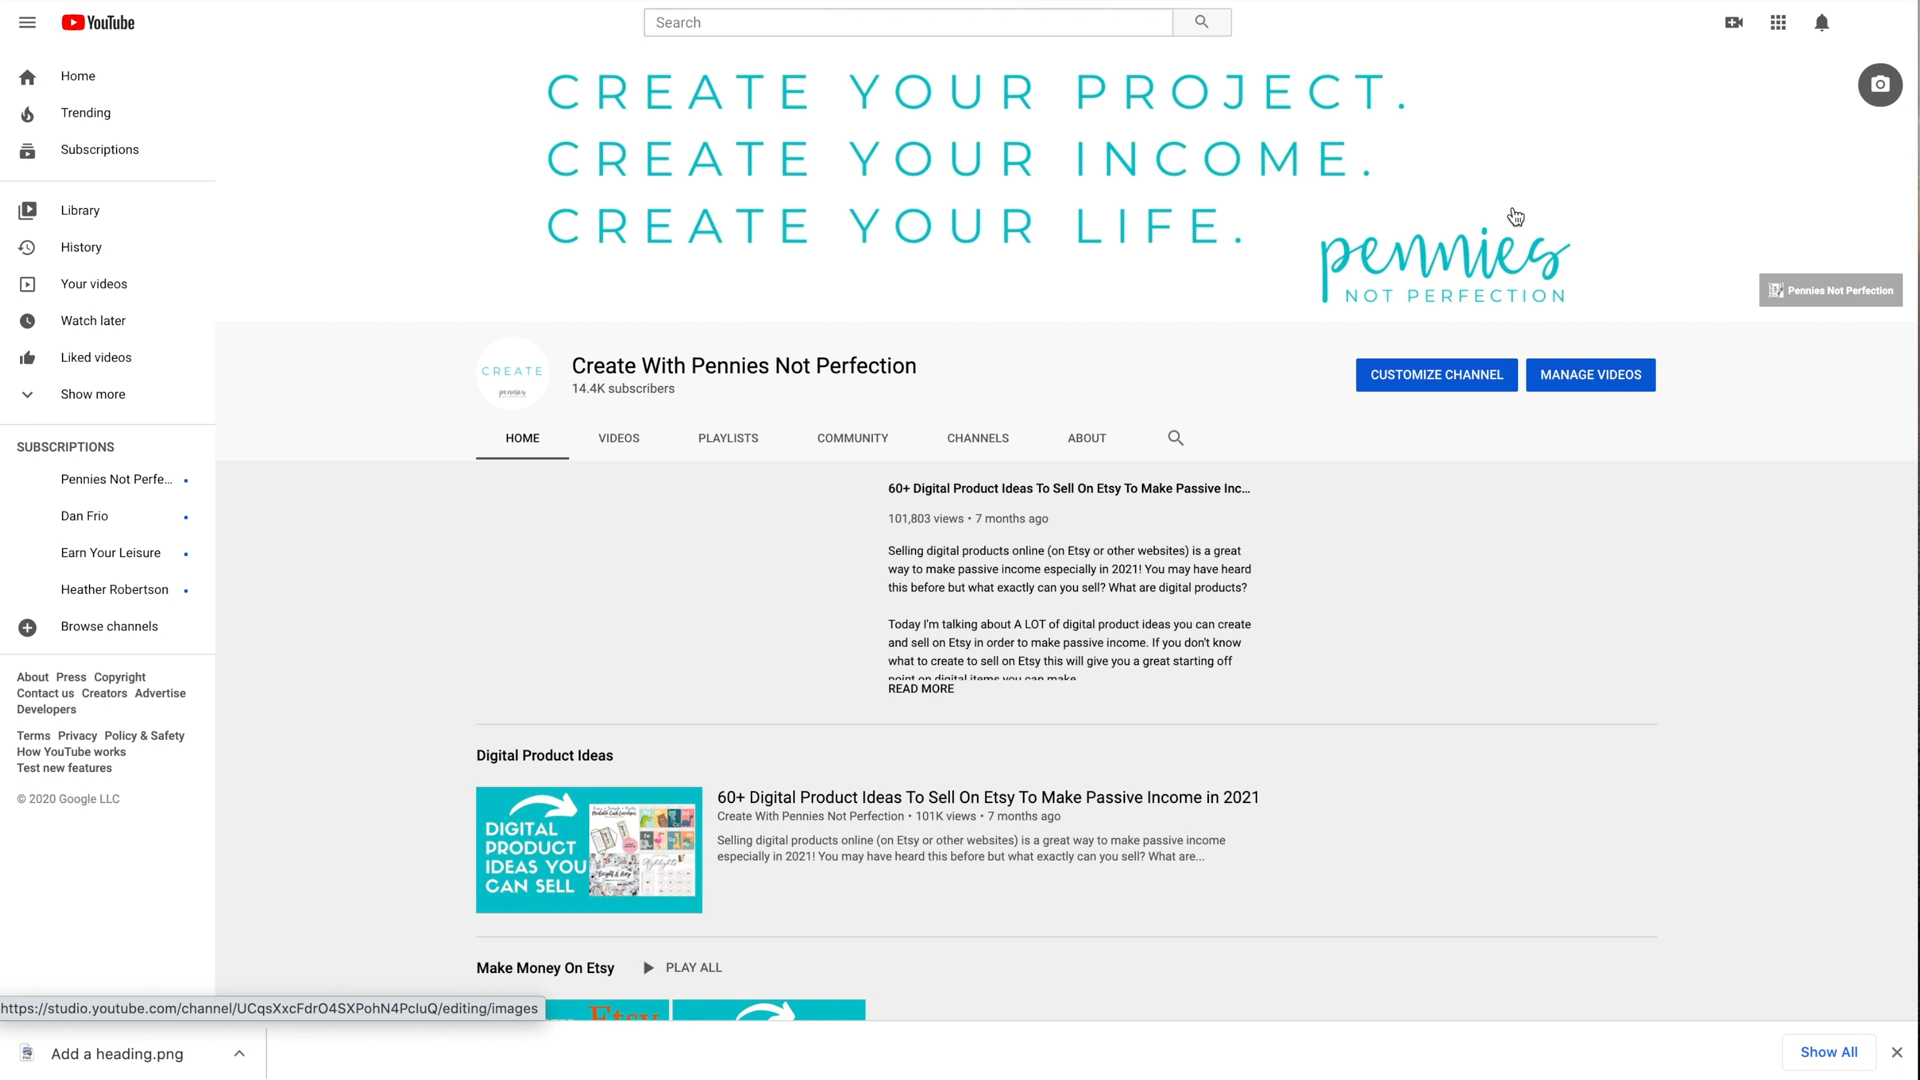 YouTube
Search
Home
Trending
Subscriptions
Library
History
Your videos
Watch later
Liked videos
Show more
SUBSCRIPTIONS
Pennies Not Perfe...
Dan Frio
Earn Your Leisure
Heather Robertson
Browse channels
About Press Copyright
Contact us Creators Advertise
Developers
Terms Privacy Policy & Safety
How YouTube works
Test new features
© 2020 Google LLC
CREATE YOUR PROJECT.
CREATE YOUR INCOME.
CREATE YOUR LIFE.
pennies
NOT PERFECTION
Pennies Not Perfection
CREATE
pennies
Create With Pennies Not Perfection
14.4K subscribers
CUSTOMIZE CHANNEL
MANAGE VIDEOS
HOME
VIDEOS
PLAYLISTS
COMMUNITY
CHANNELS
ABOUT
60+ Digital Product Ideas To Sell On Etsy To Make Passive Inc...
101,803 views • 7 months ago
Selling digital products online (on Etsy or other websites) is a great
way to make passive income especially in 2021! You may have heard
this before but what exactly can you sell? What are digital products?
Today I'm talking about A LOT of digital product ideas you can create
and sell on Etsy in order to make passive income. If you don't know
what to create to sell on Etsy this will give you a great starting off
point on digital items you can make
READ MORE
Digital Product Ideas
DIGITAL
PRODUCT
IDEAS YOU
CAN SELL
60+ Digital Product Ideas To Sell On Etsy To Make Passive Income in 2021
Create With Pennies Not Perfection • 101K views • 7 months ago
Selling digital products online (on Etsy or other websites) is a great way to make passive income
especially in 2021! You may have heard this before but what exactly can you sell? What are...
Make Money On Etsy
PLAY ALL
Etsy
https://studio.youtube.com/channel/UCqsXxcFdrO4SXPohN4PcIuQ/editing/images
Add a heading.png
Show All